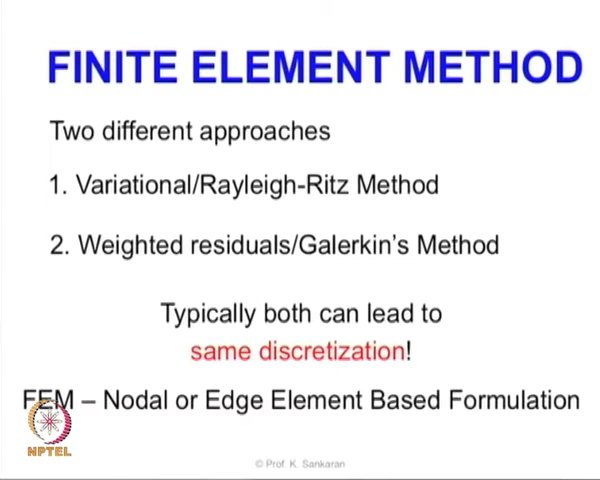 FINITE ELEMENT METHOD
Two different approaches
1. Variational/Rayleigh-Ritz Method
2. Weighted residuals/Galerkin's Method
Typically both can lead to
same discretization!
FEM – Nodal or Edge Element Based Formulation
NPTEL
© Prof. K. Sankaran